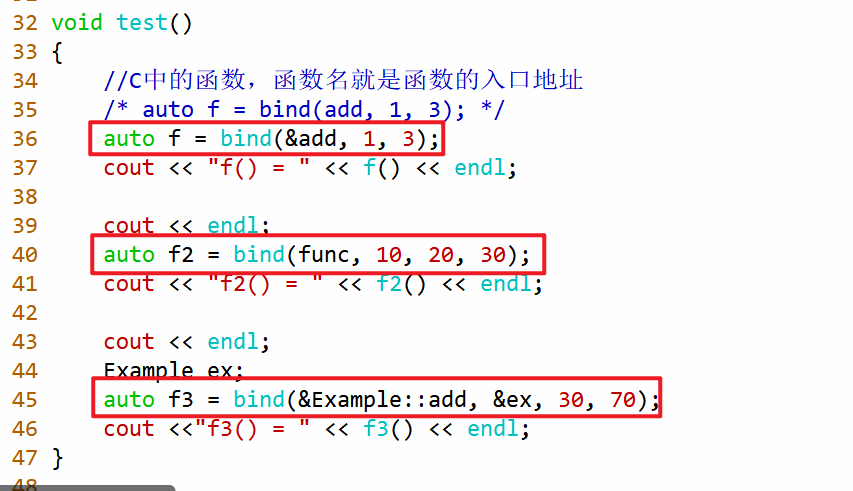 32 void test()
33 {
34     //C中的函数，函数名就是函数的入口地址
35     /* auto f = bind(add, 1, 3); */
36     auto f = bind(&add, 1, 3);
37     cout << "f() = " << f() << endl;
38
39     cout << endl;
40     auto f2 = bind(func, 10, 20, 30);
41     cout << "f2() = " << f2() << endl;
42
43     cout << endl;
44     Example ex;
45     auto f3 = bind(&Example::add, &ex, 30, 70);
46     cout <<"f3() = " << f3() << endl;
47 }
48